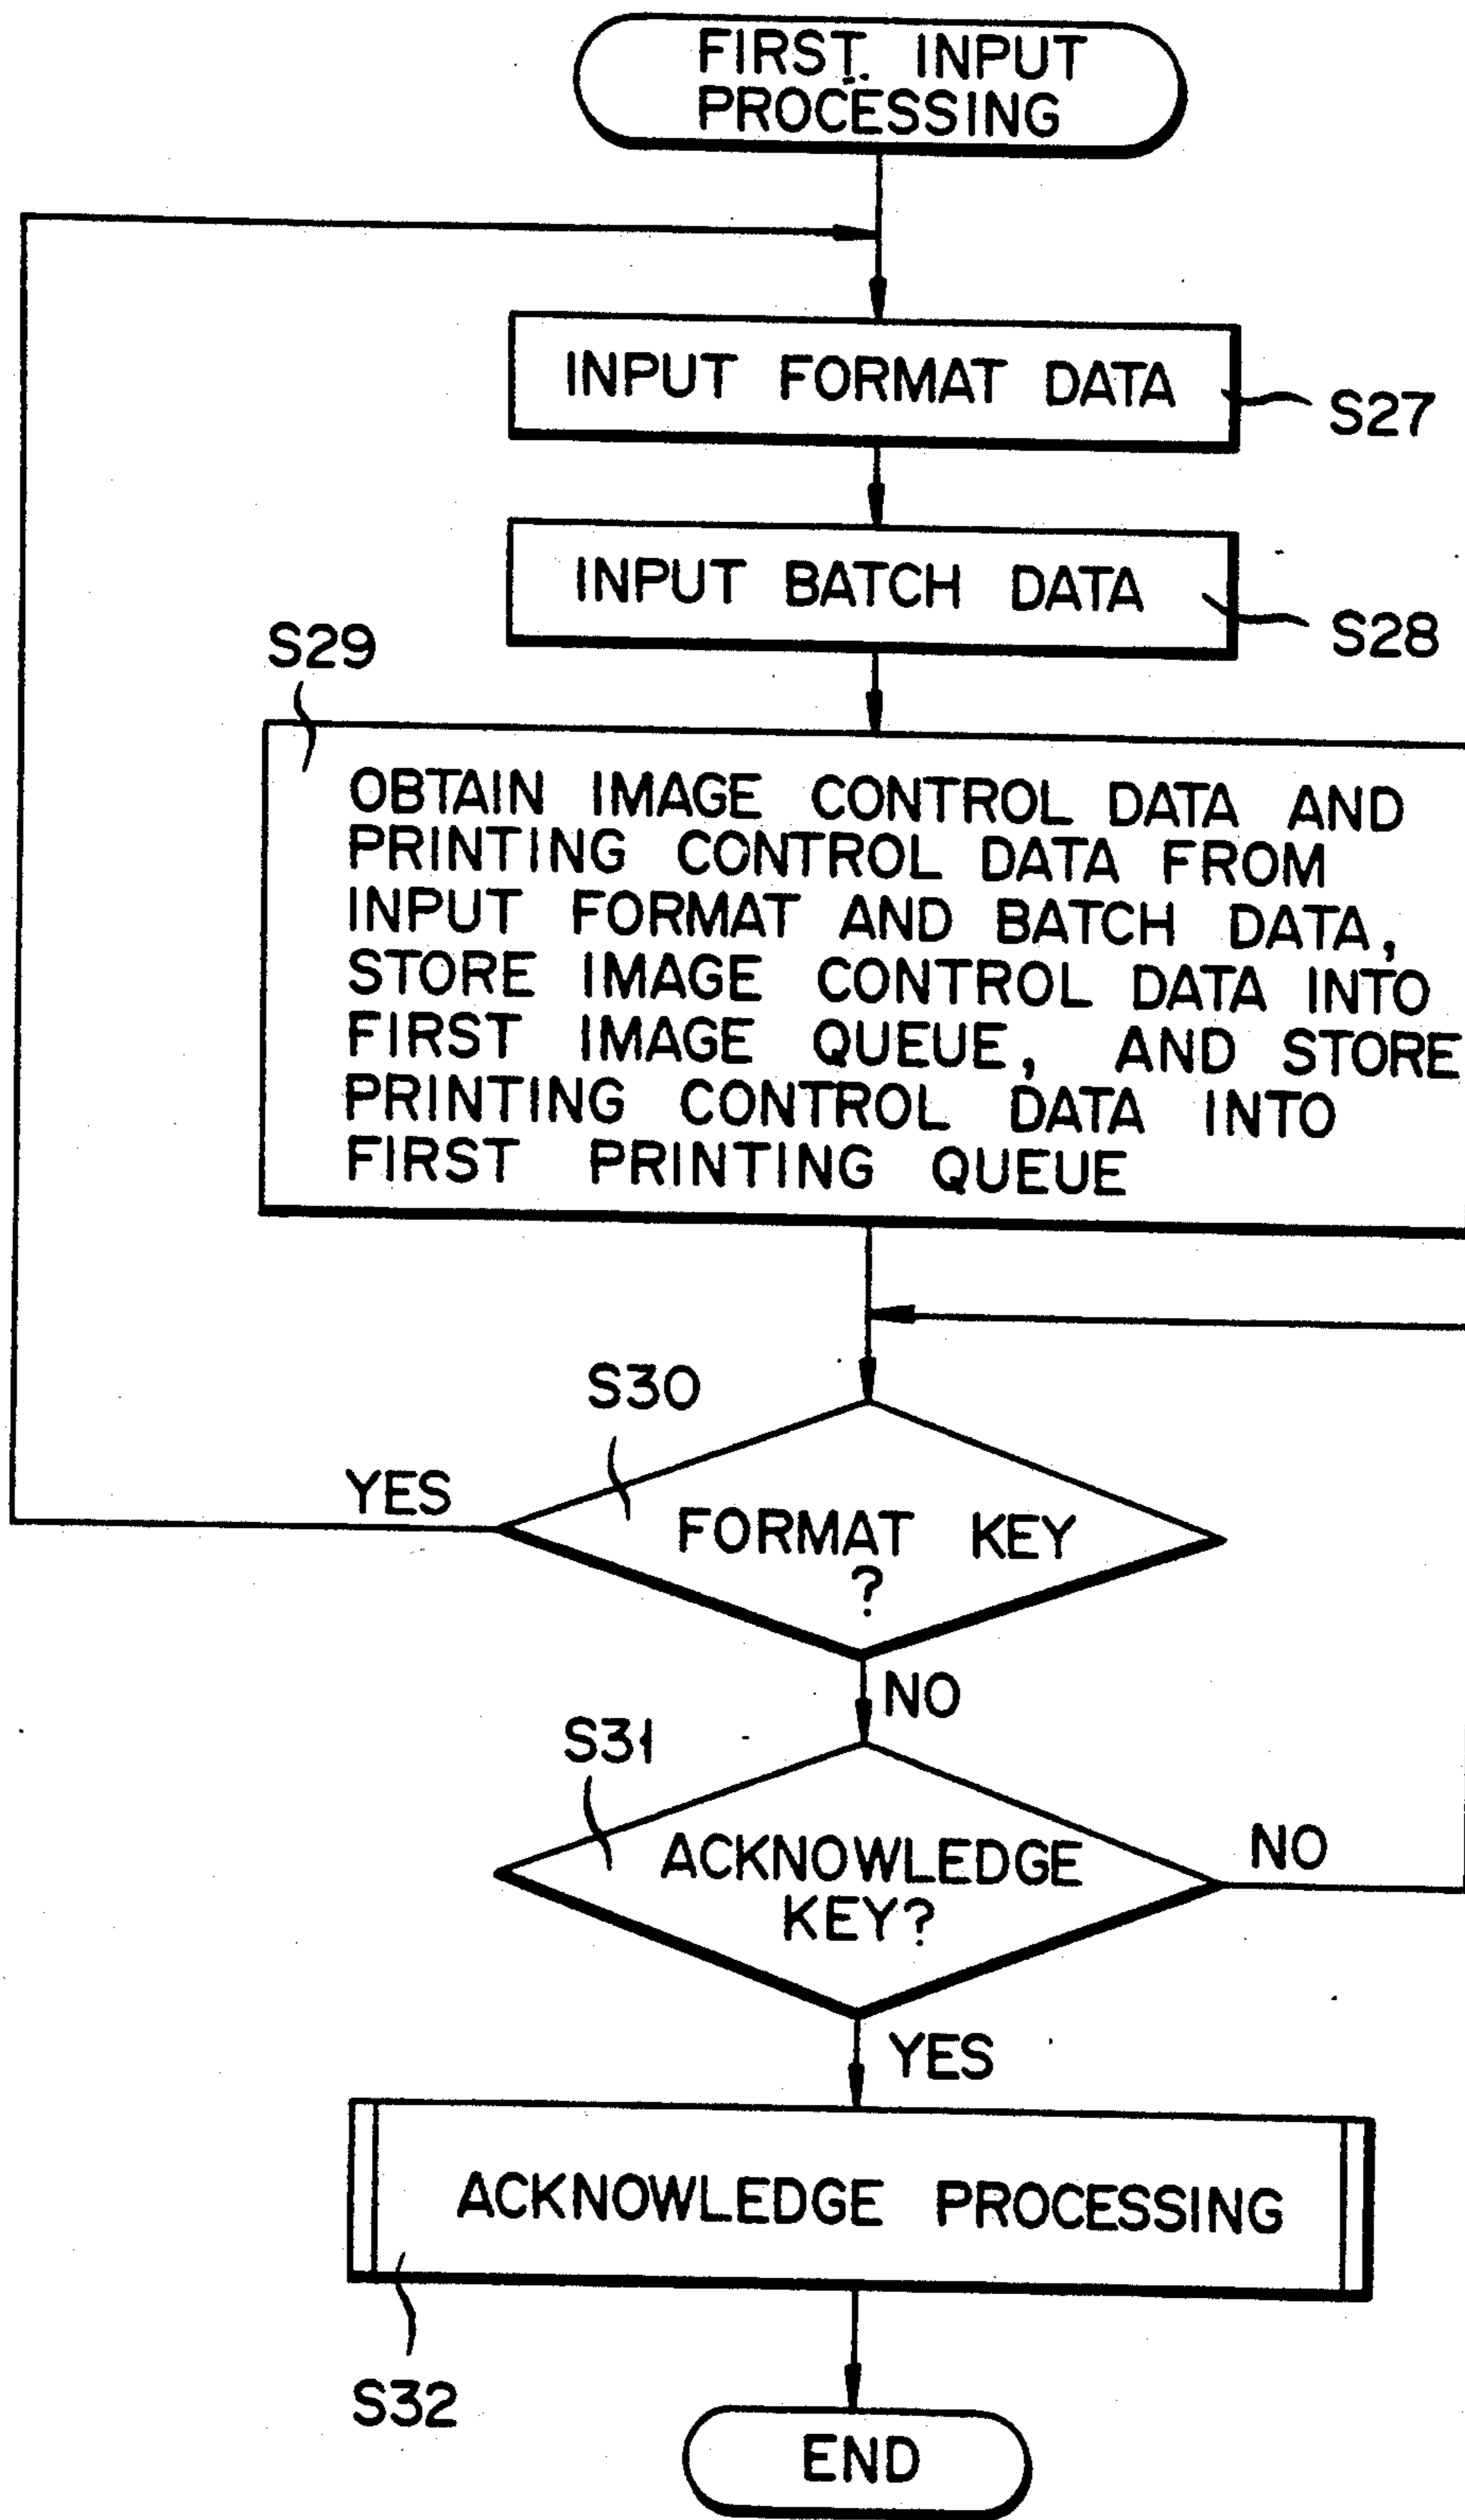 FIRST INPUT
PROCESSING
INPUT FORMAT DATA
S27
INPUT BATCH DATA
S28
S29
OBTAIN IMAGE CONTROL DATA AND
PRINTING CONTROL DATA FROM
INPUT FORMAT AND BATCH DATA,
STORE IMAGE CONTROL DATA INTO
FIRST IMAGE QUEUE, AND STORE
PRINTING CONTROL DATA INTO
FIRST PRINTING QUEUE
S30
YES
FORMAT KEY
?
NO
S31
ACKNOWLEDGE
KEY?
NO
YES
ACKNOWLEDGE PROCESSING
S32
END